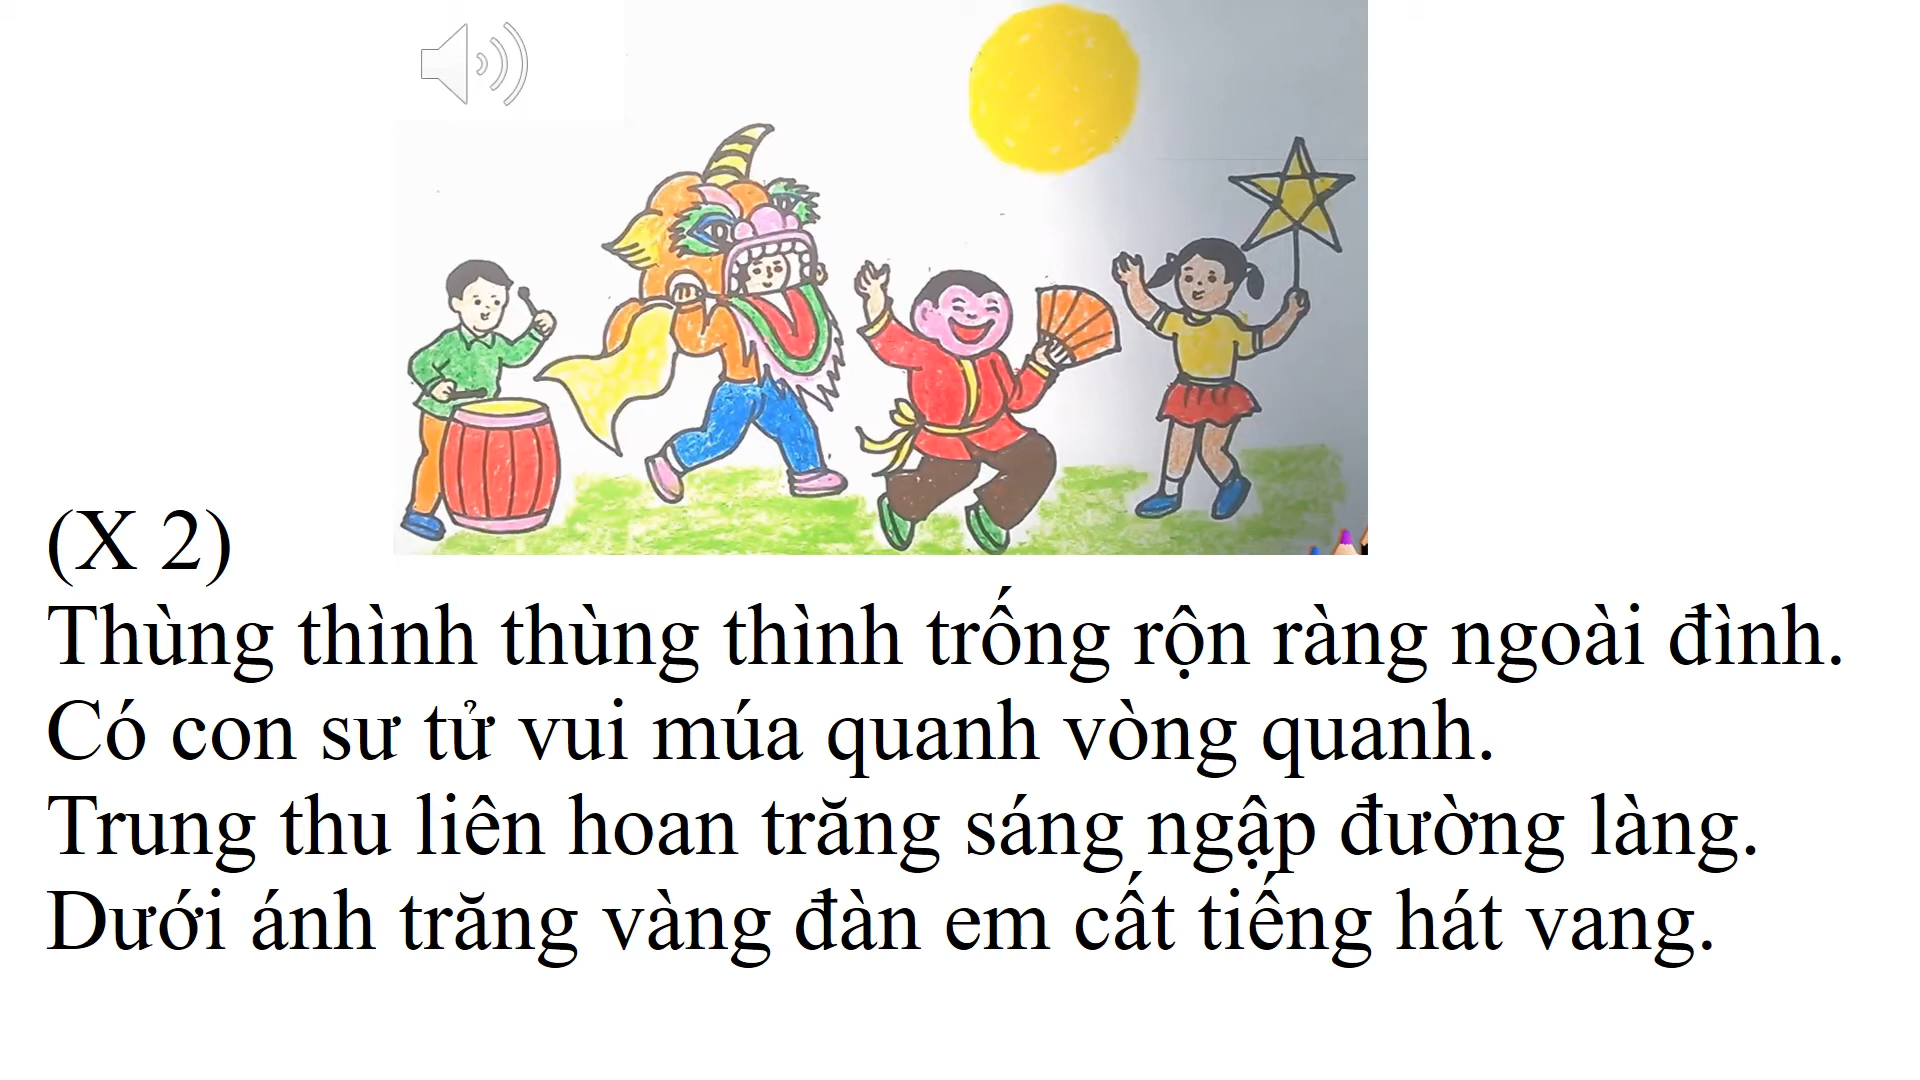 (X 2)
Thùng thình thùng thình trống rộn ràng ngoài đình.
Có con sư tử vui múa quanh vòng quanh.
Trung thu liên hoan trăng sáng ngập đường làng.
Dưới ánh trăng vàng đàn em cất tiếng hát vang.